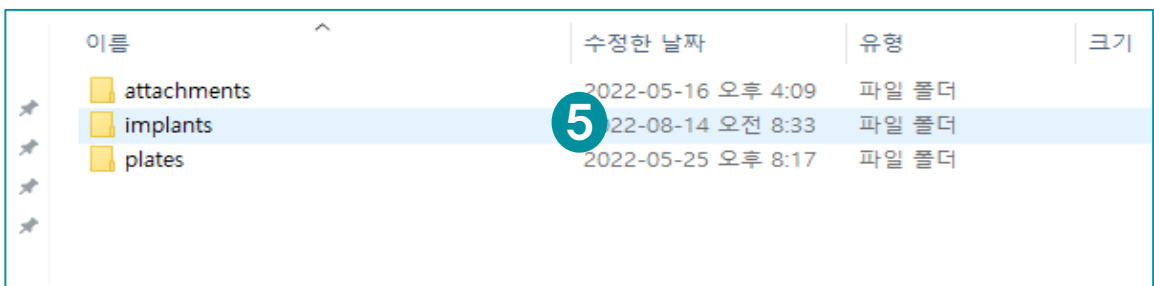 이름 수정한 날짜 유형 크기
attachments 2022-05-16 오후 4:09 파일 폴더
implants 5 022-08-14 오전 8:33 파일 폴더
plates 2022-05-25 오후 8:17 파일 폴더